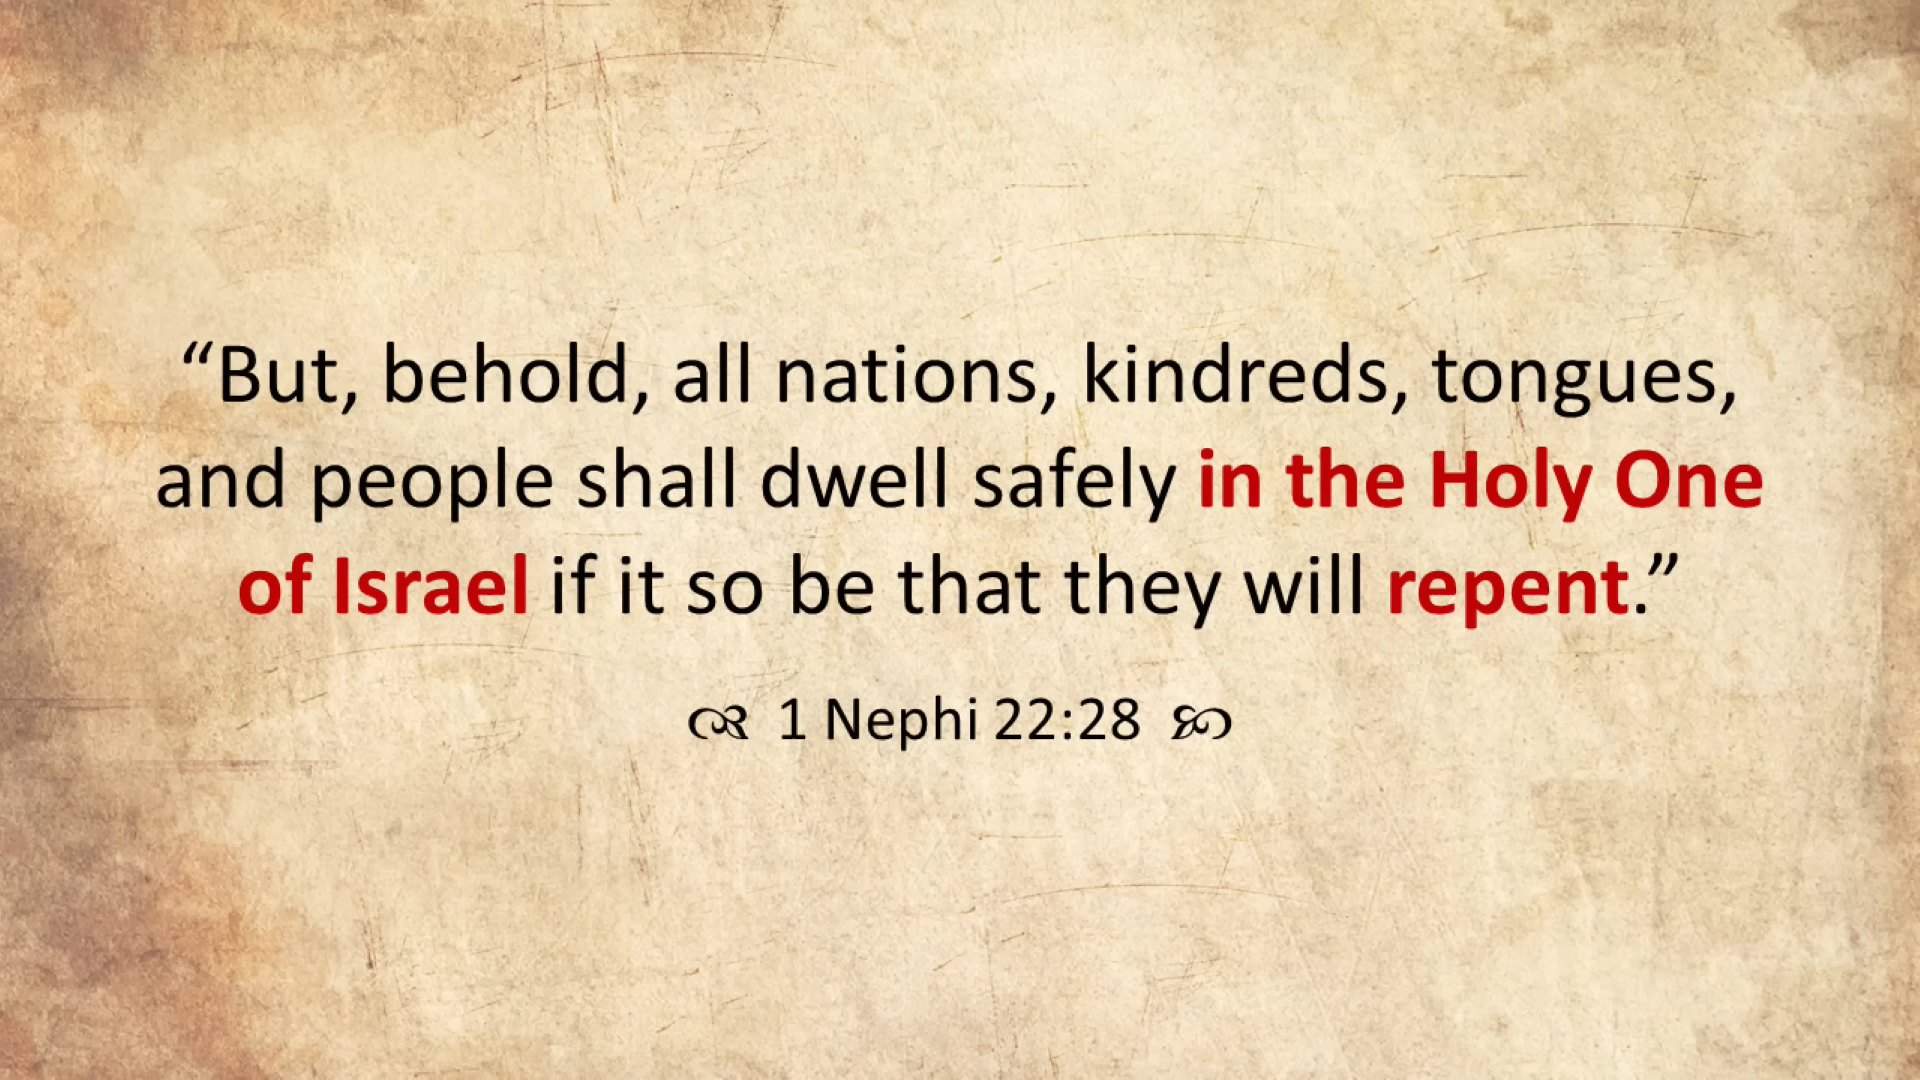 “But, behold, all nations, kindreds, tongues,
and people shall dwell safely in the Holy One
of Israel if it so be that they will repent.”
1 Nephi 22:28